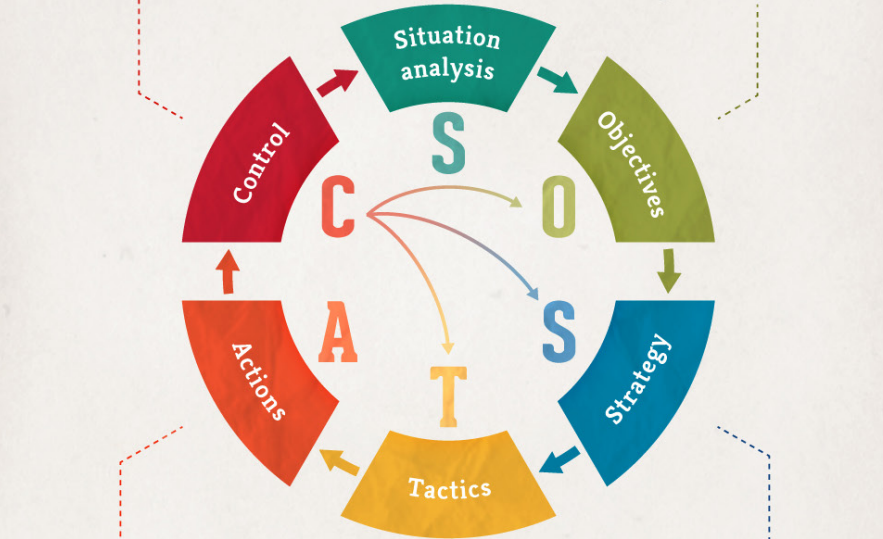 Situation
analysis
Objectives
Strategy
Tactics
Actions
Control
S
O
S
T
A
C